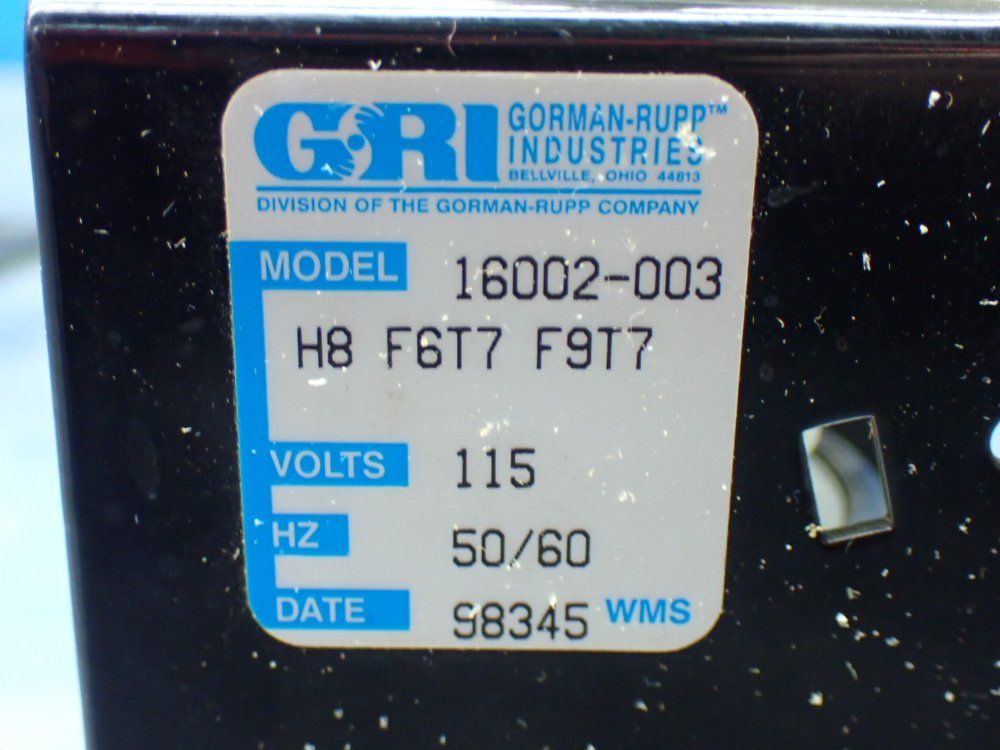 GRI GORMAN-RUPP™
INDUSTRIES
BELLVILLE, OHIO 44813
DIVISION OF THE GORMAN-RUPP COMPANY
MODEL 16002-003
H8 F6T7 F9T7
VOLTS 115
HZ 50/60
DATE 98345 WMS